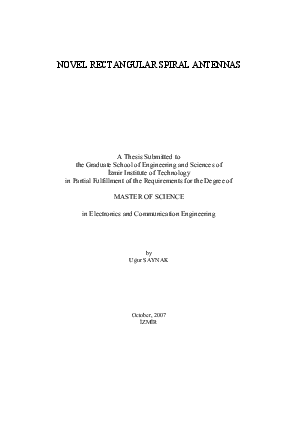 NOVEL RECTANGULAR SPIRAL ANTENNAS
A Thesis Submitted to
the Graduate School of Engineering and Sciences of
İzmir Institute of Technology
in Partial Fulfillment of the Requirements for the Degree of
MASTER OF SCIENCE
in Electronics and Communication Engineering
by
Ugur SAYNAK
October, 2007
İZMİR